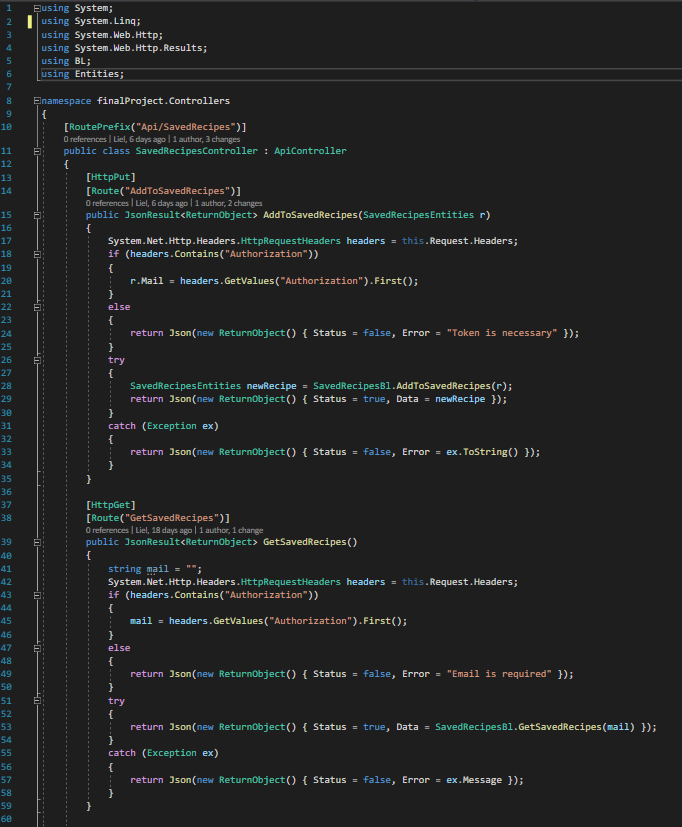 1 using System;
2 using System.Linq;
3 using System.Web.Http;
4 using System.Web.Http.Results;
5 using BL;
6 using Entities;
7
8 namespace finalProject.Controllers
9 {
10 [RoutePrefix("Api/SavedRecipes")]
0 references | Liel, 6 days ago | 1 author, 3 changes
11 public class SavedRecipesController : ApiController
12 {
13 [HttpPut]
14 [Route("AddToSavedRecipes")]
0 references | Liel, 6 days ago | 1 author, 2 changes
15 public JsonResult<ReturnObject> AddToSavedRecipes(SavedRecipesEntities r)
16 {
17 System.Net.Http.Headers.HttpRequestHeaders headers = this.Request.Headers;
18 if (headers.Contains("Authorization"))
19 {
20 r.Mail = headers.GetValues("Authorization").First();
21 }
22 else
23 {
24 return Json(new ReturnObject() { Status = false, Error = "Token is necessary" });
25 }
26 try
27 {
28 SavedRecipesEntities newRecipe = SavedRecipesBl.AddToSavedRecipes(r);
29 return Json(new ReturnObject() { Status = true, Data = newRecipe });
30 }
31 catch (Exception ex)
32 {
33 return Json(new ReturnObject() { Status = false, Error = ex.ToString() });
34 }
35 }
36
37 [HttpGet]
38 [Route("GetSavedRecipes")]
0 references | Liel, 18 days ago | 1 author, 1 change
39 public JsonResult<ReturnObject> GetSavedRecipes()
40 {
41 string mail = "";
42 System.Net.Http.Headers.HttpRequestHeaders headers = this.Request.Headers;
43 if (headers.Contains("Authorization"))
44 {
45 mail = headers.GetValues("Authorization").First();
46 }
47 else
48 {
49 return Json(new ReturnObject() { Status = false, Error = "Email is required" });
50 }
51 try
52 {
53 return Json(new ReturnObject() { Status = true, Data = SavedRecipesBl.GetSavedRecipes(mail) });
54 }
55 catch (Exception ex)
56 {
57 return Json(new ReturnObject() { Status = false, Error = ex.Message });
58 }
59 }
60